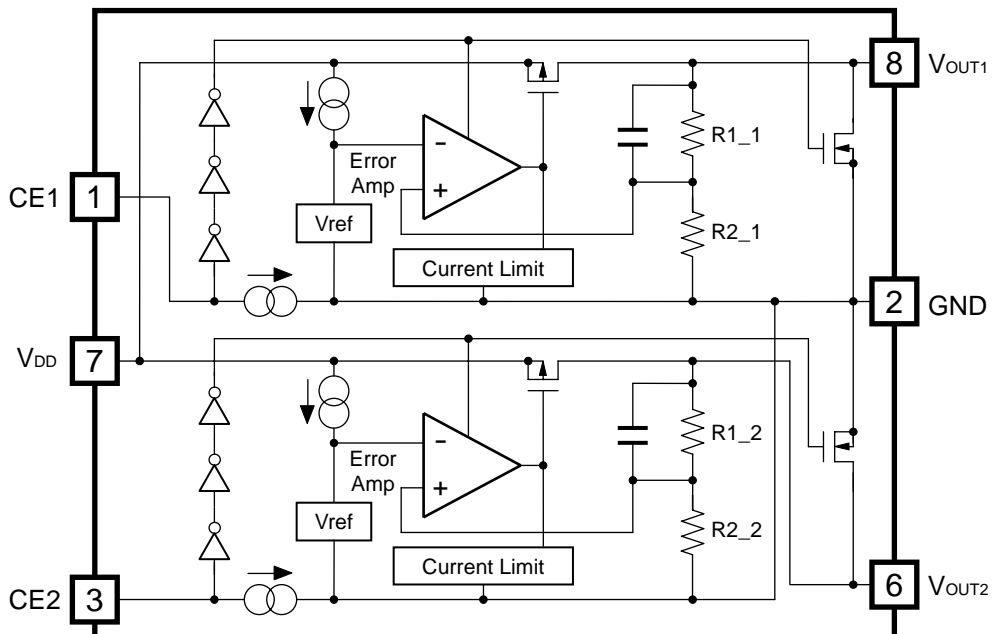 8 VOUT1
R1_1
-
Error
Amp
+
CE1 1
Vref
R2_1
Current Limit
2 GND
VDD 7
R1_2
-
Error
Amp
+
Vref
R2_2
Current Limit
CE2 3
6 VOUT2